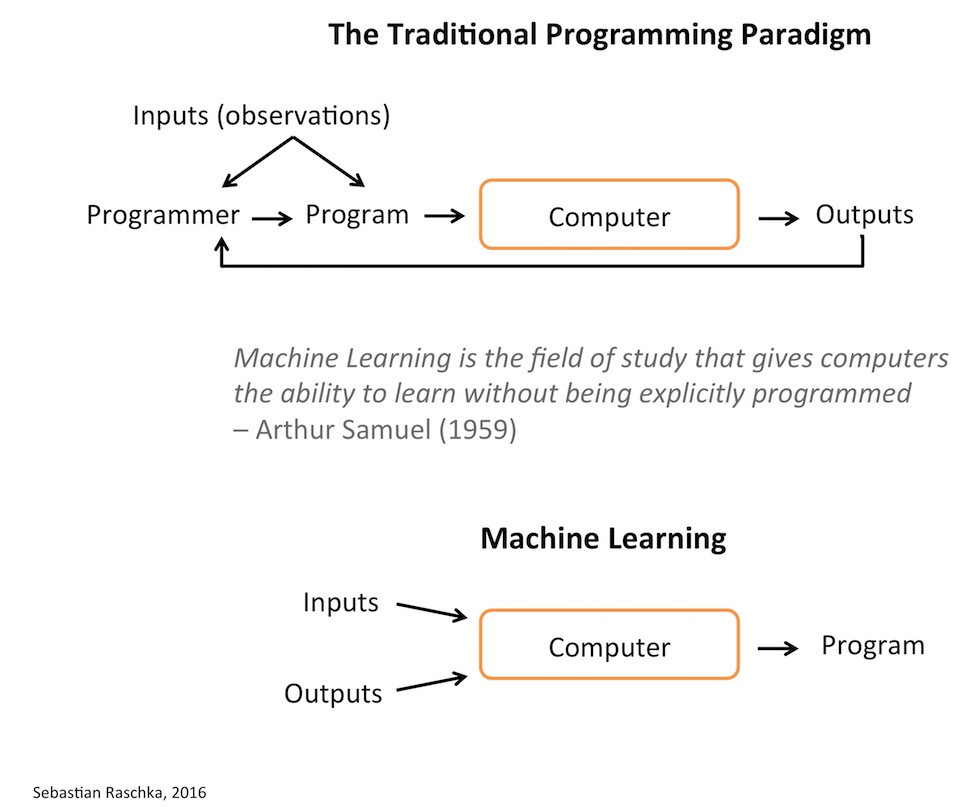 The Traditional Programming Paradigm
Inputs (observations)
Programmer
Program
Computer
Outputs
Machine Learning is the field of study that gives computers
the ability to learn without being explicitly programmed
– Arthur Samuel (1959)
Machine Learning
Inputs
Outputs
Computer
Program
Sebastian Raschka, 2016